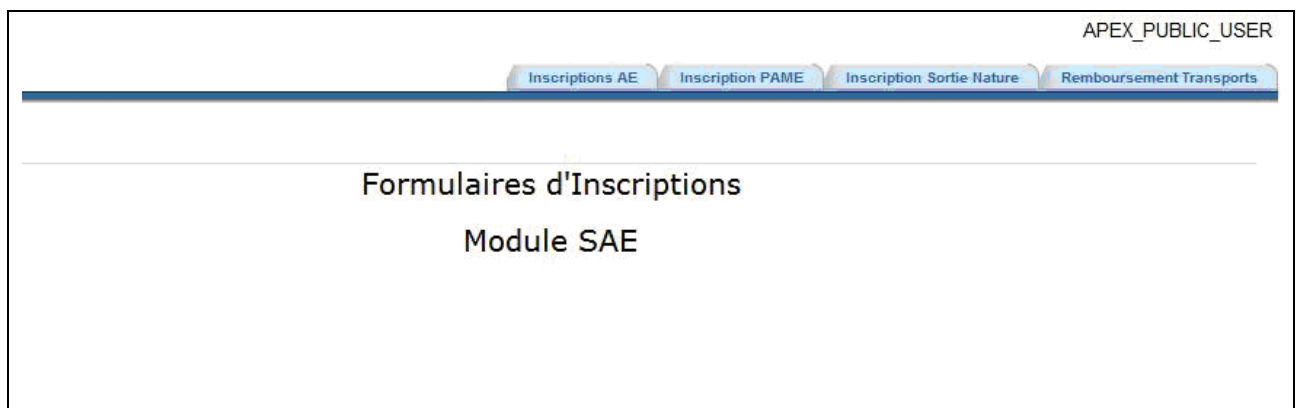 APEX_PUBLIC_USER
Inscriptions AE Inscription PAME Inscription Sortie Nature Remboursement Transports
Formulaires d'Inscriptions
Module SAE